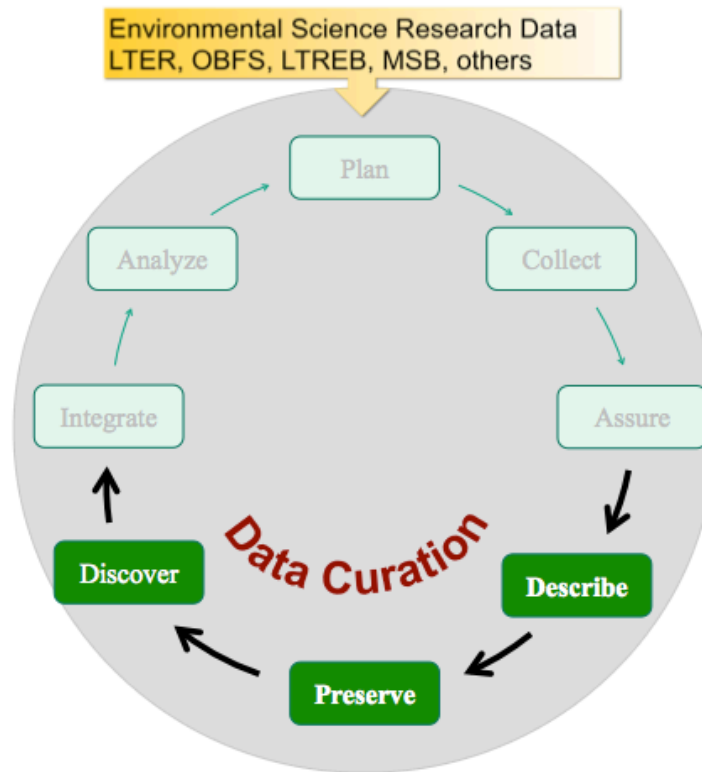 Environmental Science Research Data
LTER, OBFS, LTREB, MSB, others
Plan
Analyze
Collect
Integrate
Assure
Data Curation
Discover
Describe
Preserve